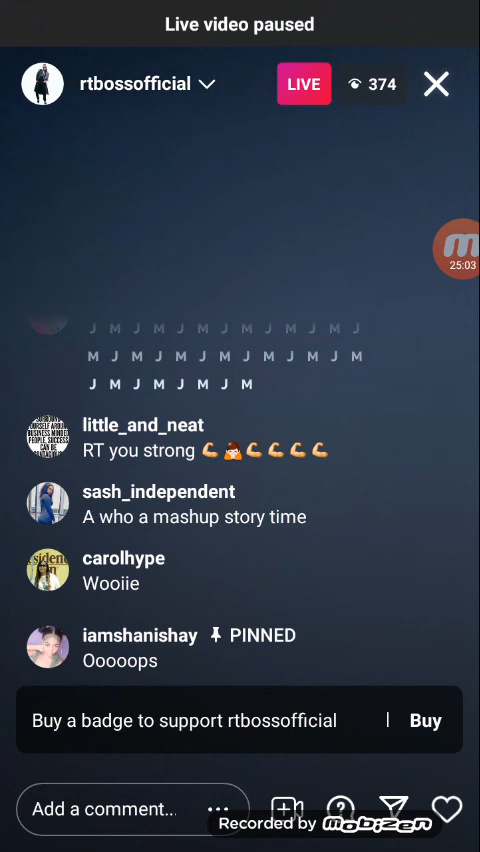 Live video paused
rtbossofficial
LIVE
374
25:03
J M J M J M J M J M J M J
M J M J M J M J M J M J M
J M J M J M J M
little_and_neat
RT you strong 💪🙍💪💪💪💪
sash_independent
A who a mashup story time
carolhype
Wooiie
iamshanishay PINNED
Ooooops
Buy a badge to support rtbossofficial | Buy
Add a comment..
Recorded by mobizen